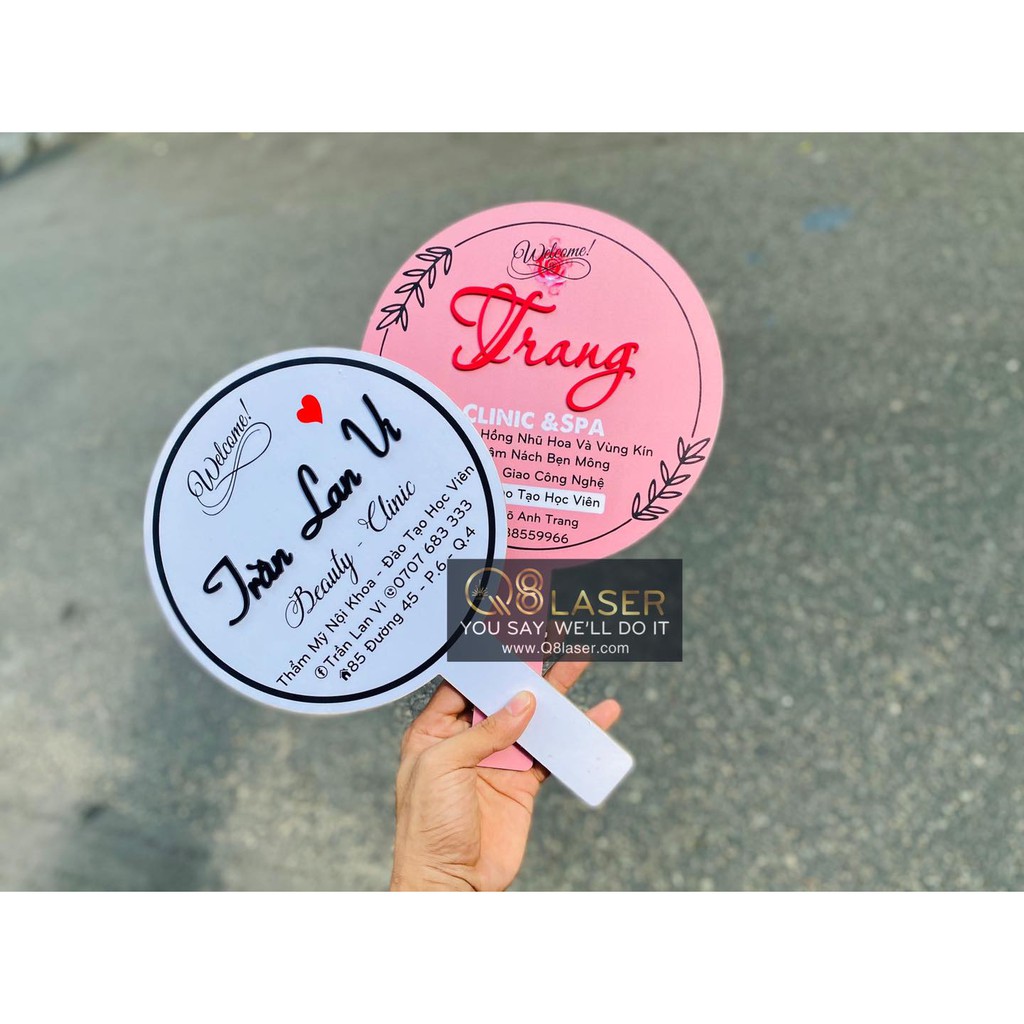 Welcome!
Trang
CLINIC & SPA
Hồng Nhũ Hoa Và Vùng Kín
Nách Bẹn Mông
Giao Công Nghệ
Tạo Học Viên
Anh Trang
38559966
Welcome!
Trần Lan Vi
Beauty - Clinic
Thẩm Mỹ Nội Khoa - Đào Tạo Học Viên
Trần Lan Vi 0707 683 333
85 Đường 45 - P.6 - Q.4
Q8 LASER
YOU SAY, WE'LL DO IT
www.Q8laser.com